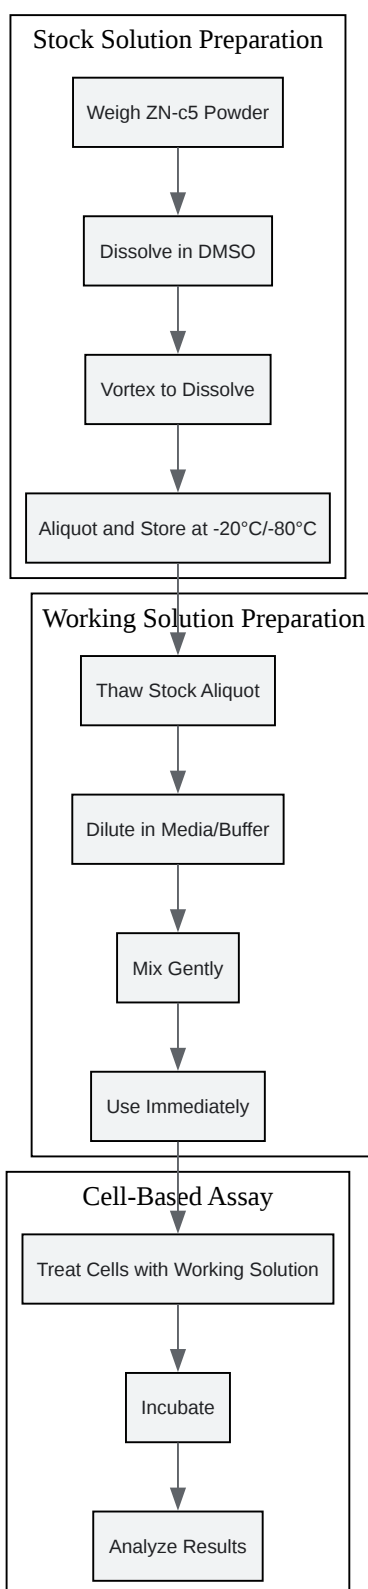 Stock Solution Preparation
Weigh ZN-c5 Powder
Dissolve in DMSO
Vortex to Dissolve
Aliquot and Store at -20°C/-80°C
Working Solution Preparation
Thaw Stock Aliquot
Dilute in Media/Buffer
Mix Gently
Use Immediately
Cell-Based Assay
Treat Cells with Working Solution
Incubate
Analyze Results